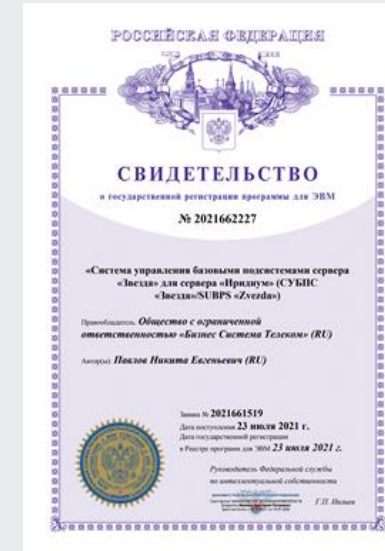 РОССИЙСКАЯ ФЕДЕРАЦИЯ
СВИДЕТЕЛЬСТВО
о государственной регистрации программы для ЭВМ
№ 2021662227
«Система управления базовыми подсистемами сервера
«Звезда» для сервера «Иридиум» (СУБПС
«Звезда»/SUBPS «Zvezda»)
Правообладатель: Общество с ограниченной
ответственностью «Бизнес Система Телеком» (RU)
Автор(ы): Павлов Никита Евгеньевич (RU)
Заявка № 2021661519
Дата поступления 23 июля 2021 г.
Дата государственной регистрации
в Реестре программ для ЭВМ 23 июля 2021 г.
Руководитель Федеральной службы
по интеллектуальной собственности
Г.П. Ивлиев